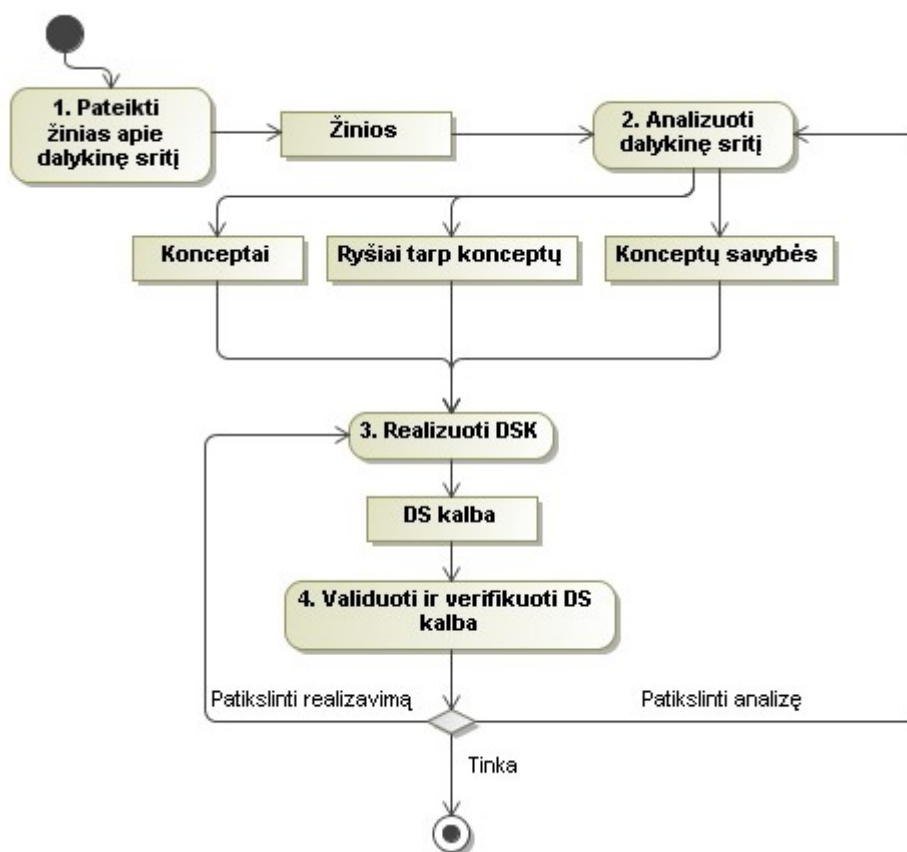 1. Pateikti
žinias apie
dalykinę sritį
Žinios
2. Analizuoti
dalykinę sritį
Konceptai
Ryšiai tarp konceptų
Konceptų savybės
3. Realizuoti DSK
DS kalba
4. Validuoti ir verifikuoti DS
kalba
Patikslinti realizavimą
Patikslinti analizę
Tinka